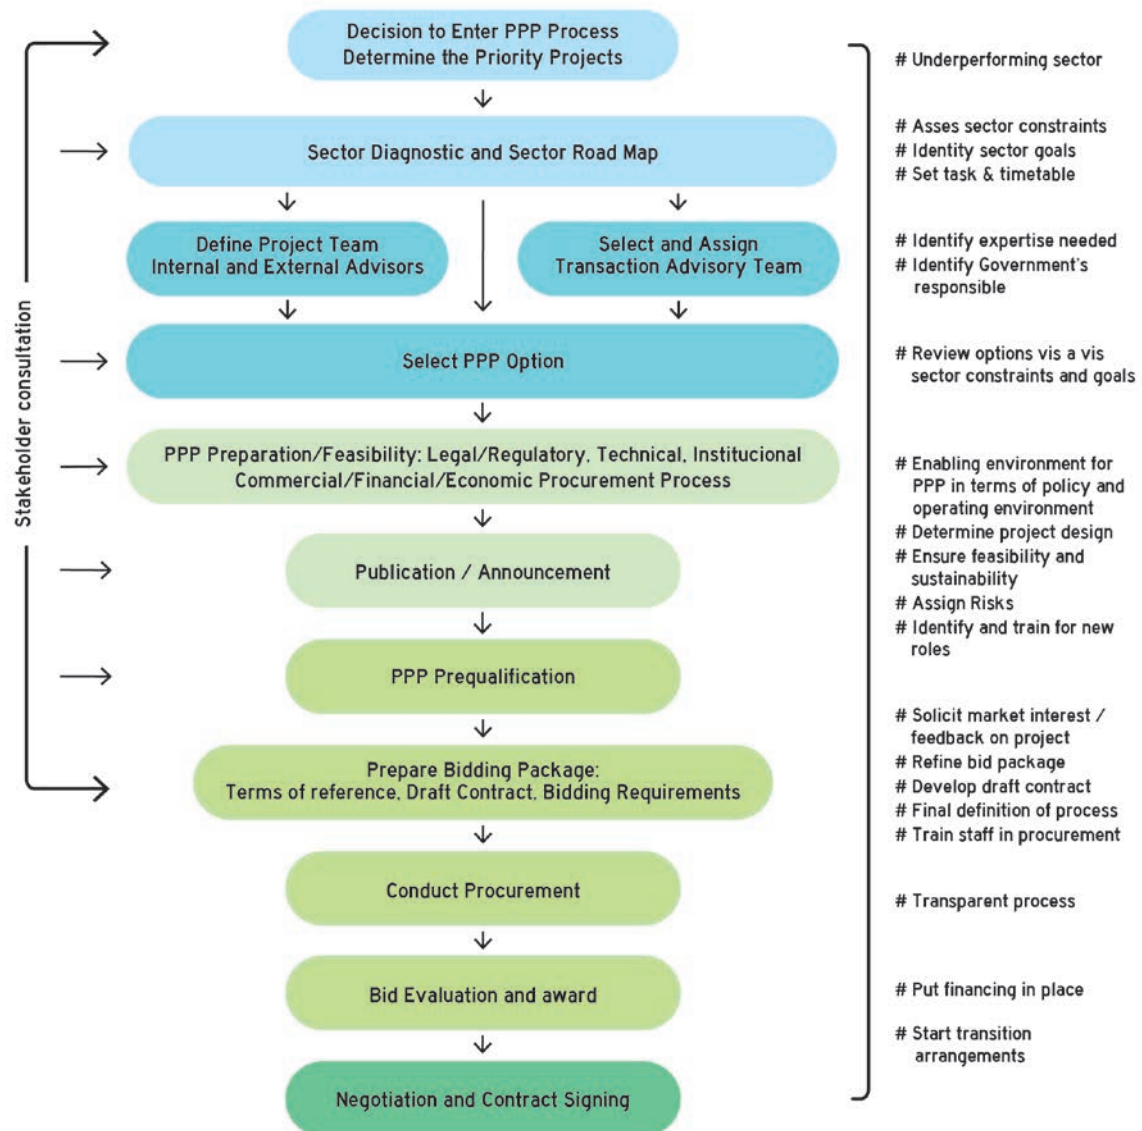 Decision to Enter PPP Process
Determine the Priority Projects
Sector Diagnostic and Sector Road Map
Define Project Team
Internal and External Advisors
Select and Assign
Transaction Advisory Team
Select PPP Option
PPP Preparation/Feasibility: Legal/Regulatory, Technical, Institucional
Commercial/Financial/Economic Procurement Process
Publication / Announcement
PPP Prequalification
Prepare Bidding Package:
Terms of reference, Draft Contract, Bidding Requirements
Conduct Procurement
Bid Evaluation and award
Negotiation and Contract Signing
Stakeholder consultation
# Underperforming sector
# Asses sector constraints
# Identity sector goals
# Set task & timetable
# Identify expertise needed
# Identify Government's
responsible
# Review options vis a vis
sector constraints and goals
# Enabling environment for
PPP in terms of policy and
operating environment
# Determine project design
# Ensure feasibility and
sustainability
# Assign Risks
# Identify and train for new
roles
# Solicit market interest /
feedback on project
# Refine bid package
# Develop draft contract
# Final definition of process
# Train staff in procurement
# Transparent process
# Put financing in place
# Start transition
arrangements